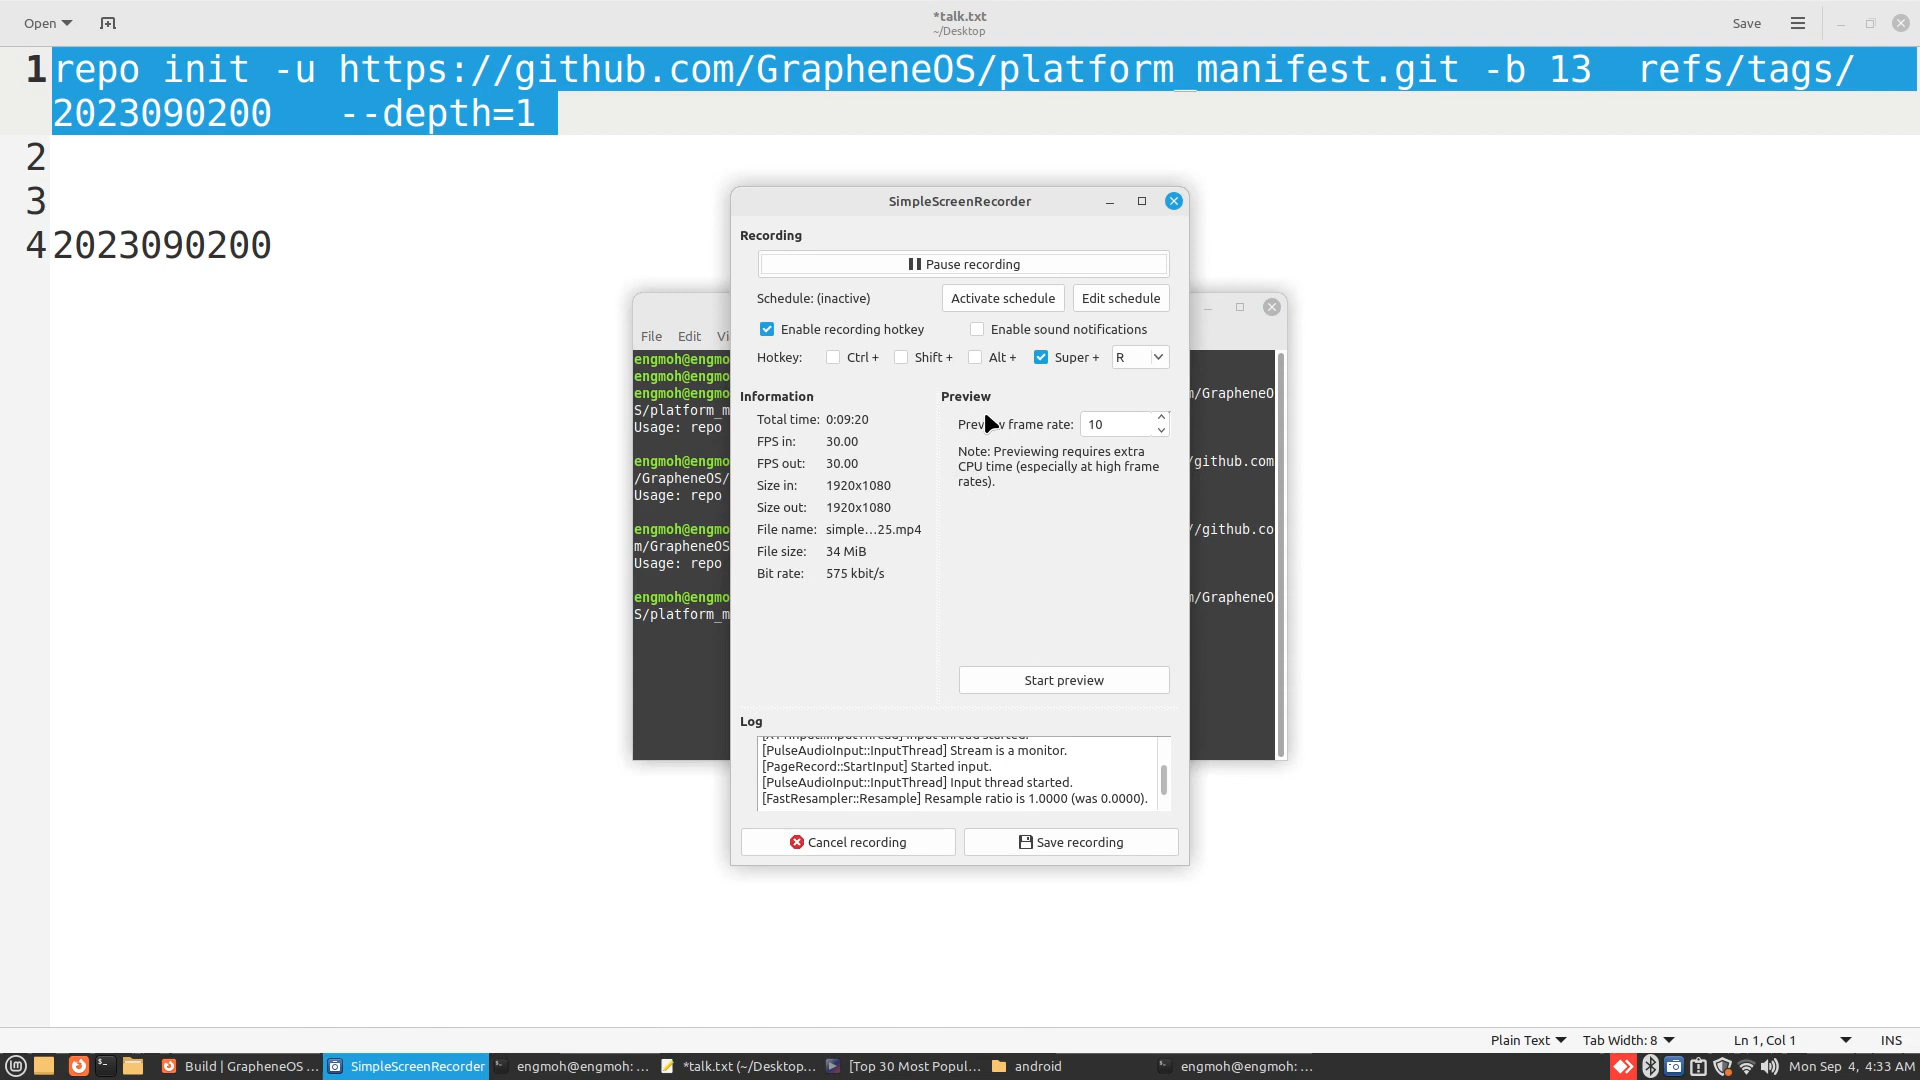 Open
*talk.txt
~/Desktop
Save
1 repo init -u https://github.com/GrapheneOS/platform_manifest.git -b 13  refs/tags/
2023090200   --depth=1
2
3
4 2023090200
SimpleScreenRecorder
Recording
Pause recording
Schedule: (inactive)
Activate schedule
Edit schedule
Enable recording hotkey
Enable sound notifications
Hotkey:
Ctrl +
Shift +
Alt +
Super +
R
Information
Total time: 0:09:20
FPS in: 30.00
FPS out: 30.00
Size in: 1920x1080
Size out: 1920x1080
File name: simple...25.mp4
File size: 34 MiB
Bit rate: 575 kbit/s
Preview
frame rate: 10
Note: Previewing requires extra
CPU time (especially at high frame
rates).
Start preview
Log
[PulseAudioInput::InputThread] Stream is a monitor.
[PageRecord::StartInput] Started input.
[PulseAudioInput::InputThread] Input thread started.
[FastResampler::Resample] Resample ratio is 1.0000 (was 0.0000).
Cancel recording
Save recording
File Edit Vi
engmoh@engmo
engmoh@engmo
engmoh@engmo /GrapheneO
S/platform_m
Usage: repo
engmoh@engmo /github.com
/GrapheneOS/
Usage: repo
engmoh@engmo //github.co
m/GrapheneOS
Usage: repo
engmoh@engmo /GrapheneO
S/platform_m
Plain Text
Tab Width: 8
Ln 1, Col 1
INS
Build | GrapheneOS ...
SimpleScreenRecorder
engmoh@engmoh: ...
*talk.txt (~/Desktop...
[Top 30 Most Popul...
android
engmoh@engmoh: ...
Mon Sep 4, 4:33 AM